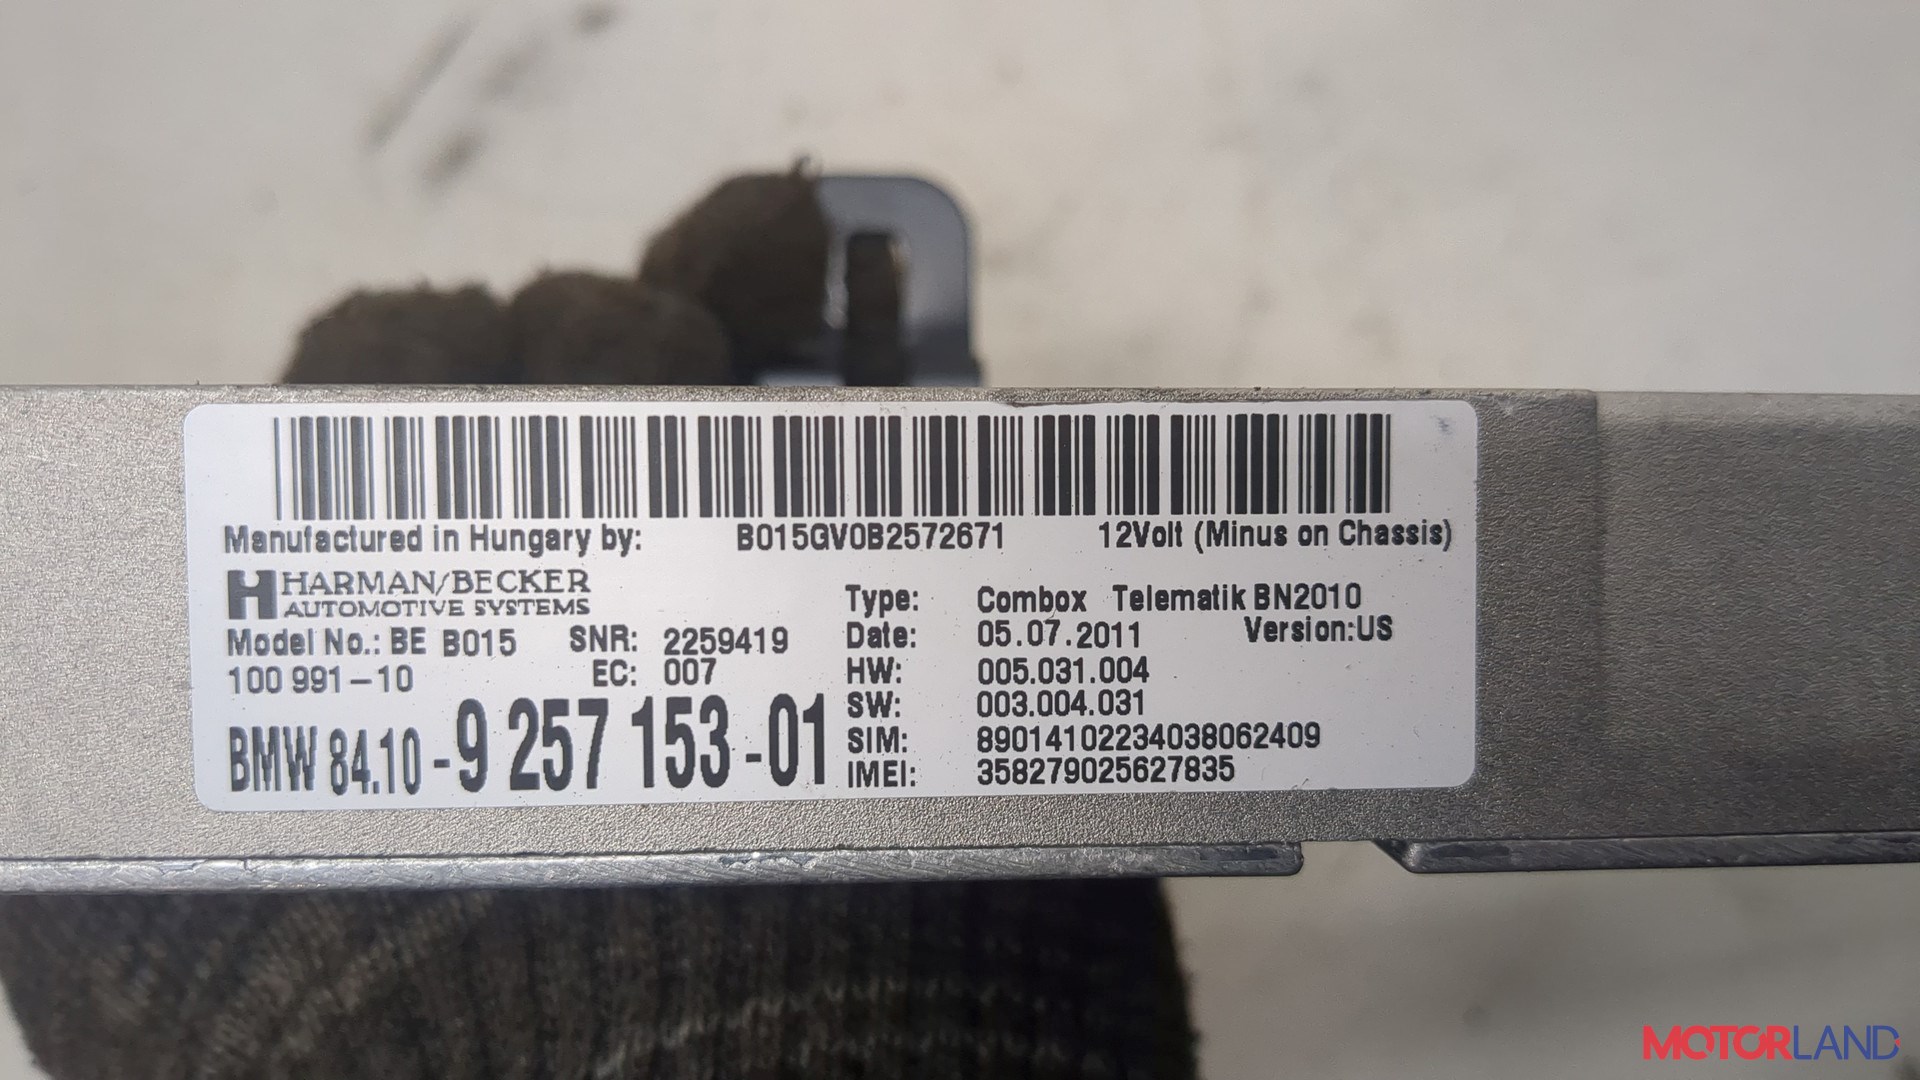 Manufactured in Hungary by: B015GV0B2572671 12Volt (Minus on Chassis)
HARMAN/BECKER
AUTOMOTIVE SYSTEMS
Model No.: BE B015 SNR: 2259419
100 991-10 EC: 007
BMW 84.10-9 257 153-01
Type: Combox Telematik BN2010
Date: 05.07.2011 Version:US
HW: 005.031.004
SW: 003.004.031
SIM: 89014102234038062409
IMEI: 358279025627835
MOTORLAND